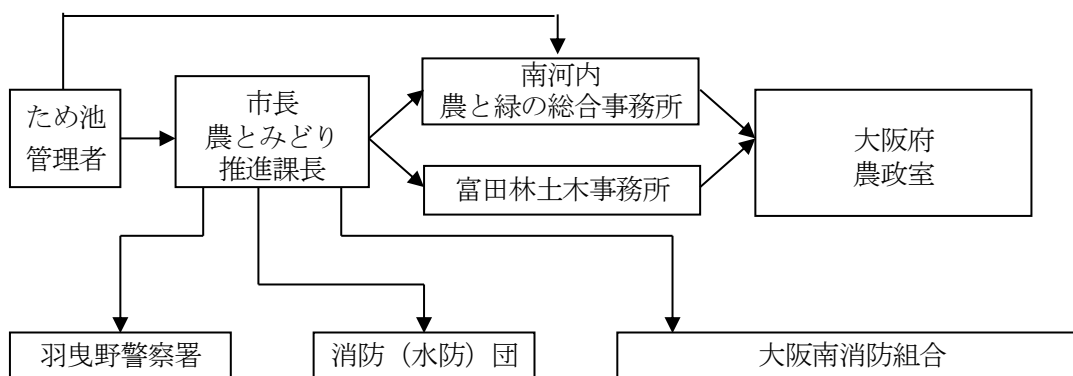 ため池
管理者
市長
農とみどり
推進課長
南河内
農と緑の総合事務所
富田林土木事務所
大阪府
農政室
羽曳野警察署
消防（水防）団
大阪南消防組合